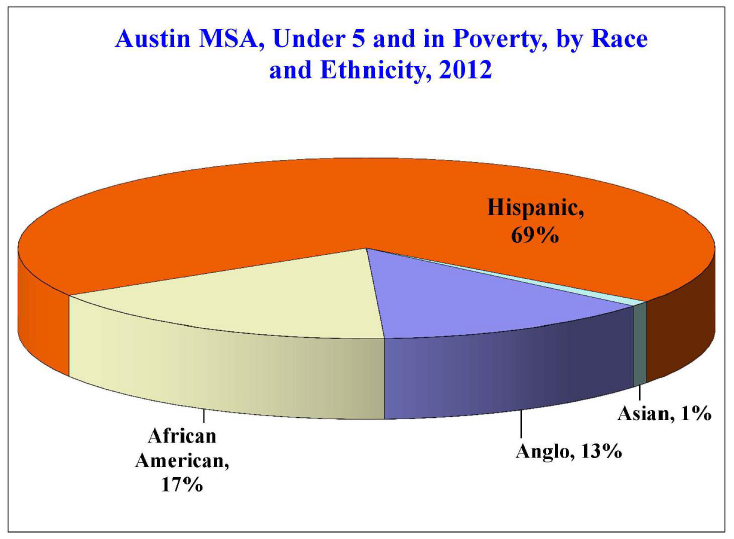 Austin MSA, Under 5 and in Poverty, by Race
and Ethnicity, 2012
Hispanic,
69%
Asian, 1%
Anglo, 13%
African
American,
17%